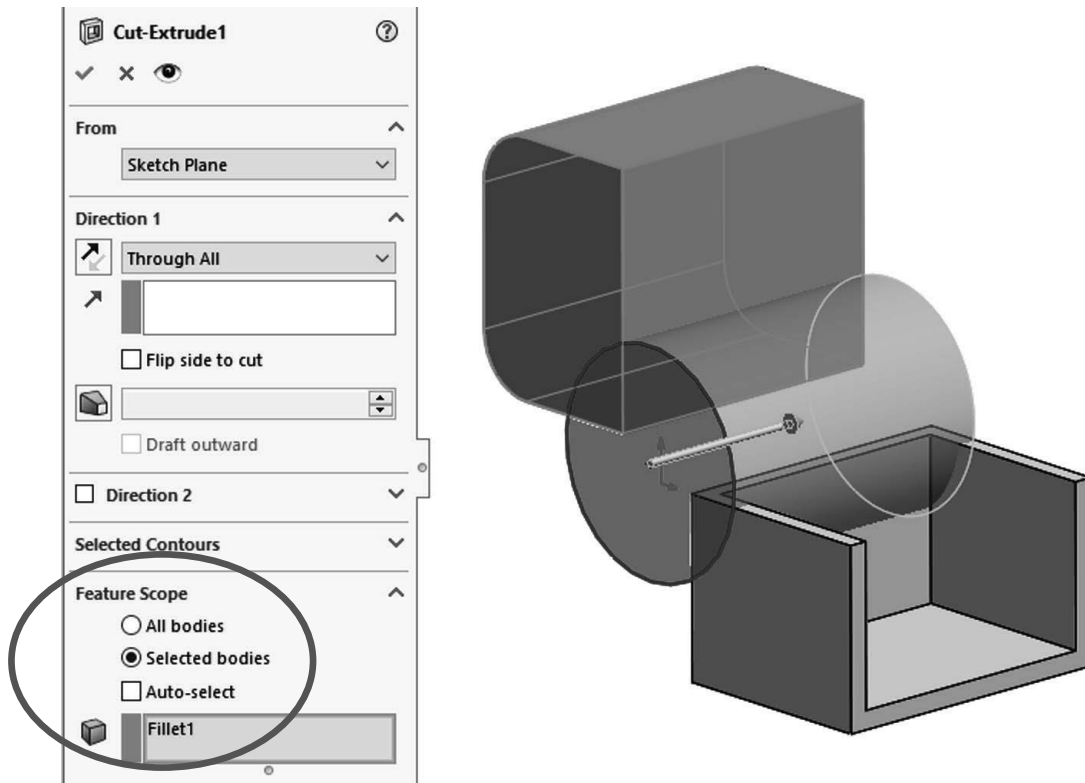 Cut-Extrude1
From
Sketch Plane
Direction 1
Through All
Flip side to cut
Draft outward
Direction 2
Selected Contours
Feature Scope
All bodies
Selected bodies
Auto-select
Fillet1